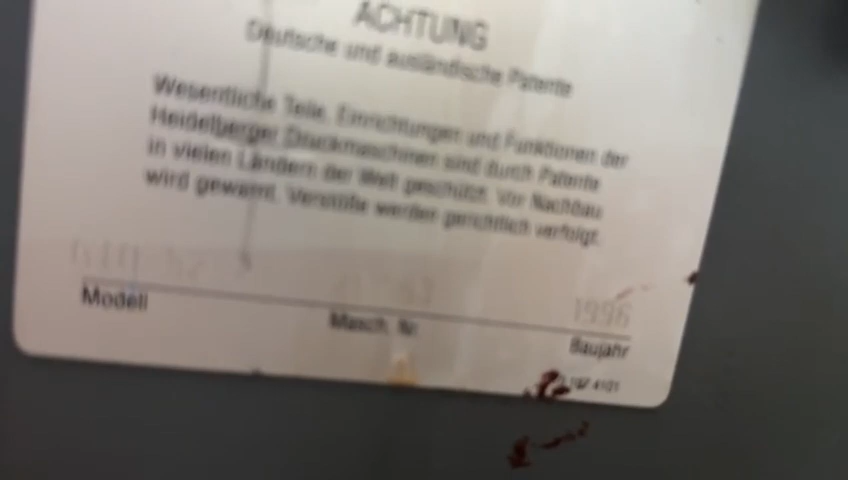 ACHTUNG
Deutsche und ausländische Patente
Wesentliche Teile, Einrichtungen und Funktionen der
Heidelberger Druckmaschinen sind durch Patente
in vielen Ländern der Welt geschützt. Vor Nachbau
wird gewarnt. Verstöße werden gerichtlich verfolgt.
1996
Modell Masch. Nr. Baujahr